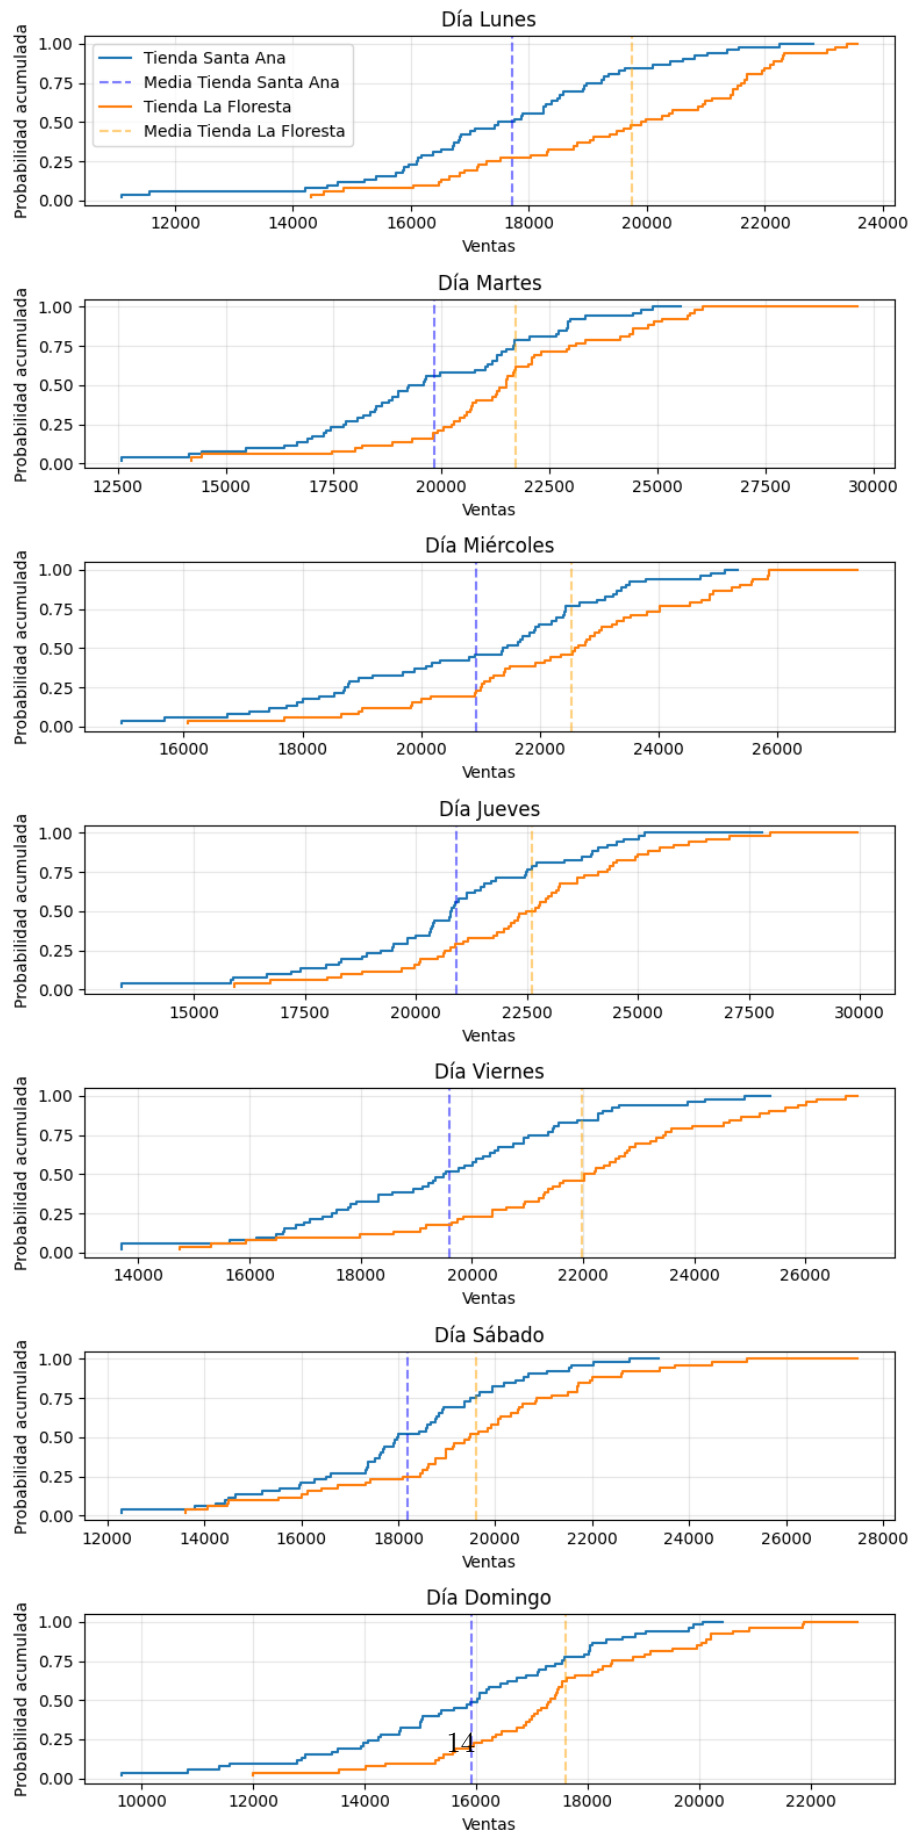 Día Lunes
Probabilidad acumulada
1.00
0.75
0.50
0.25
0.00
Tienda Santa Ana
Media Tienda Santa Ana
Tienda La Floresta
Media Tienda La Floresta
12000 14000 16000 18000 20000 22000 24000
Ventas
Día Martes
Probabilidad acumulada
1.00
0.75
0.50
0.25
0.00
12500 15000 17500 20000 22500 25000 27500 30000
Ventas
Día Miércoles
Probabilidad acumulada
1.00
0.75
0.50
0.25
0.00
16000 18000 20000 22000 24000 26000
Ventas
Día Jueves
Probabilidad acumulada
1.00
0.75
0.50
0.25
0.00
15000 17500 20000 22500 25000 27500 30000
Ventas
Día Viernes
Probabilidad acumulada
1.00
0.75
0.50
0.25
0.00
14000 16000 18000 20000 22000 24000 26000
Ventas
Día Sábado
Probabilidad acumulada
1.00
0.75
0.50
0.25
0.00
12000 14000 16000 18000 20000 22000 24000 26000 28000
Ventas
Día Domingo
Probabilidad acumulada
1.00
0.75
0.50
0.25
0.00
14
10000 12000 14000 16000 18000 20000 22000
Ventas